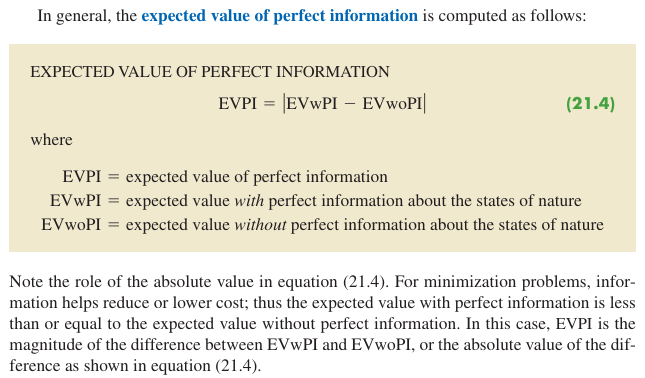 In general, the expected value of perfect information is computed as follows:
EXPECTED VALUE OF PERFECT INFORMATION
EVPI = |EVwPI − EVwoPI| (21.4)
where
EVPI = expected value of perfect information
EVwPI = expected value with perfect information about the states of nature
EVwoPI = expected value without perfect information about the states of nature
Note the role of the absolute value in equation (21.4). For minimization problems, infor-
mation helps reduce or lower cost; thus the expected value with perfect information is less
than or equal to the expected value without perfect information. In this case, EVPI is the
magnitude of the difference between EVwPI and EVwoPI, or the absolute value of the dif-
ference as shown in equation (21.4).